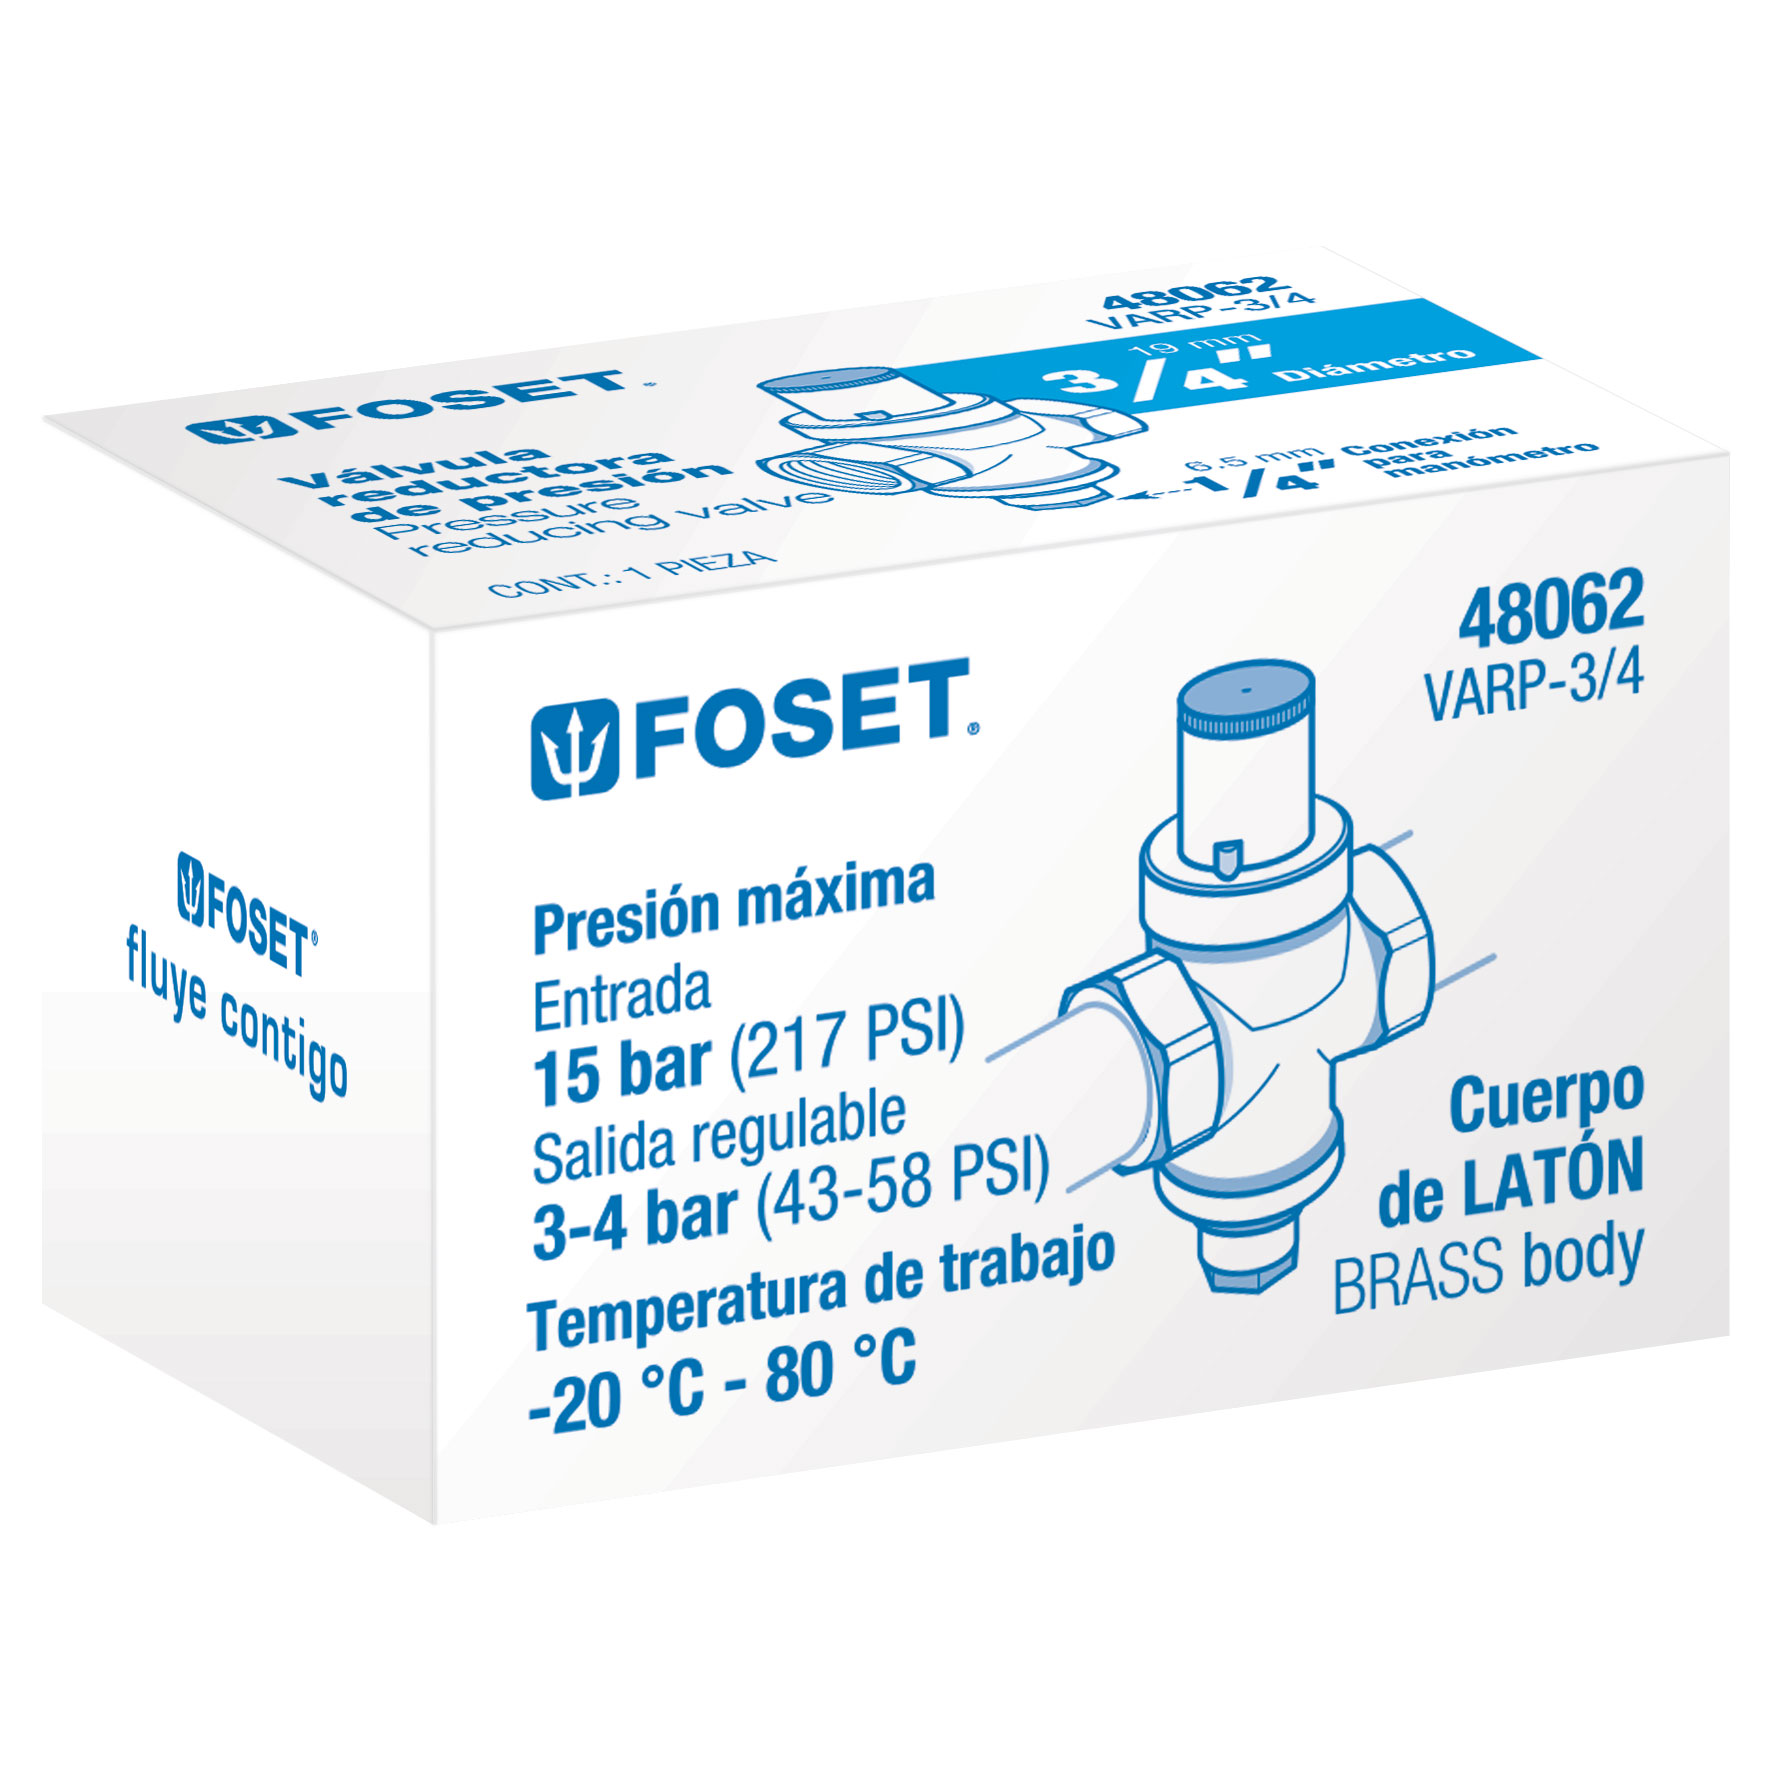 FOSET®
Válvula
reductora
de presión
Pressure
reducing valve
CONT.: 1 PIEZA
48062
VARP-3/4
19 mm
3/4" Diámetro
6.5 mm
1/4" Conexión
para
manómetro
FOSET®
fluye contigo
FOSET®
48062
VARP-3/4
Presión máxima
Entrada
15 bar (217 PSI)
Salida regulable
3-4 bar (43-58 PSI)
Temperatura de trabajo
-20 °C - 80 °C
Cuerpo
de LATÓN
BRASS body